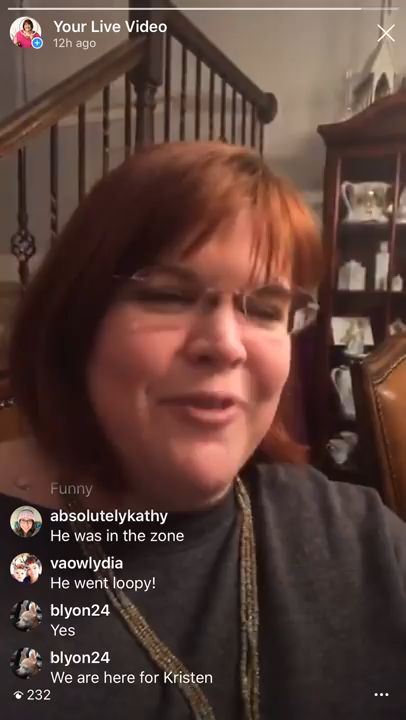 Your Live Video
12h ago
Funny
absolutelykathy
He was in the zone
vaowlydia
He went loopy!
blyon24
Yes
blyon24
We are here for Kristen
232